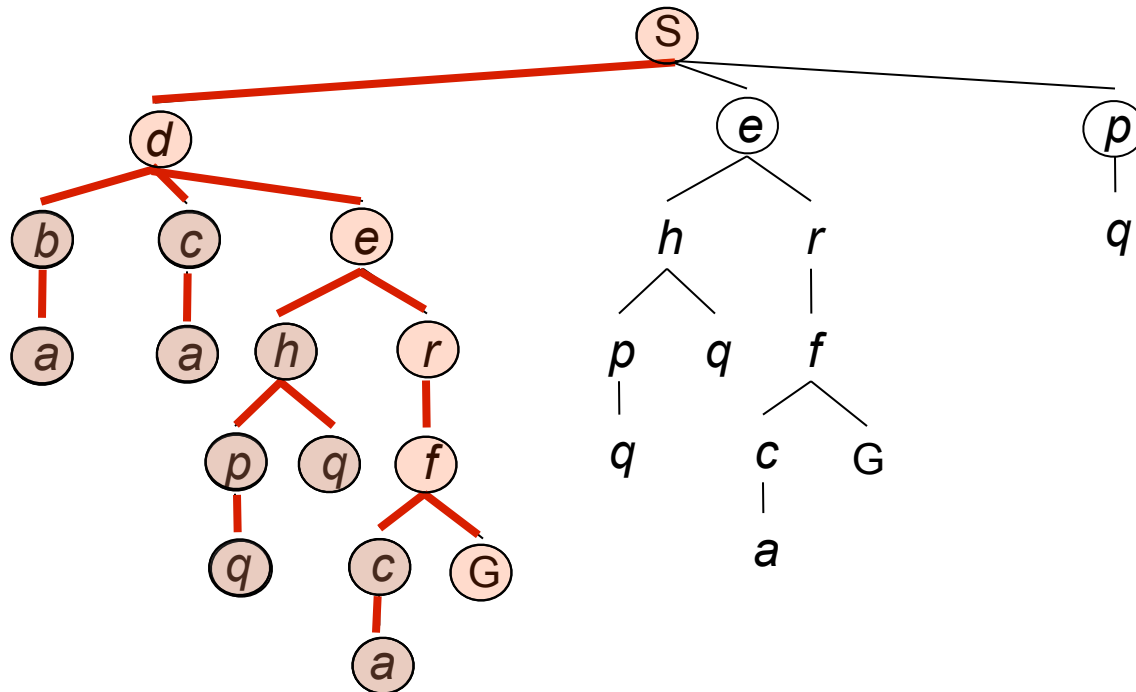 S
d e p
b c e h r q
a a h r p q f
p q f q c G
q c G a
a